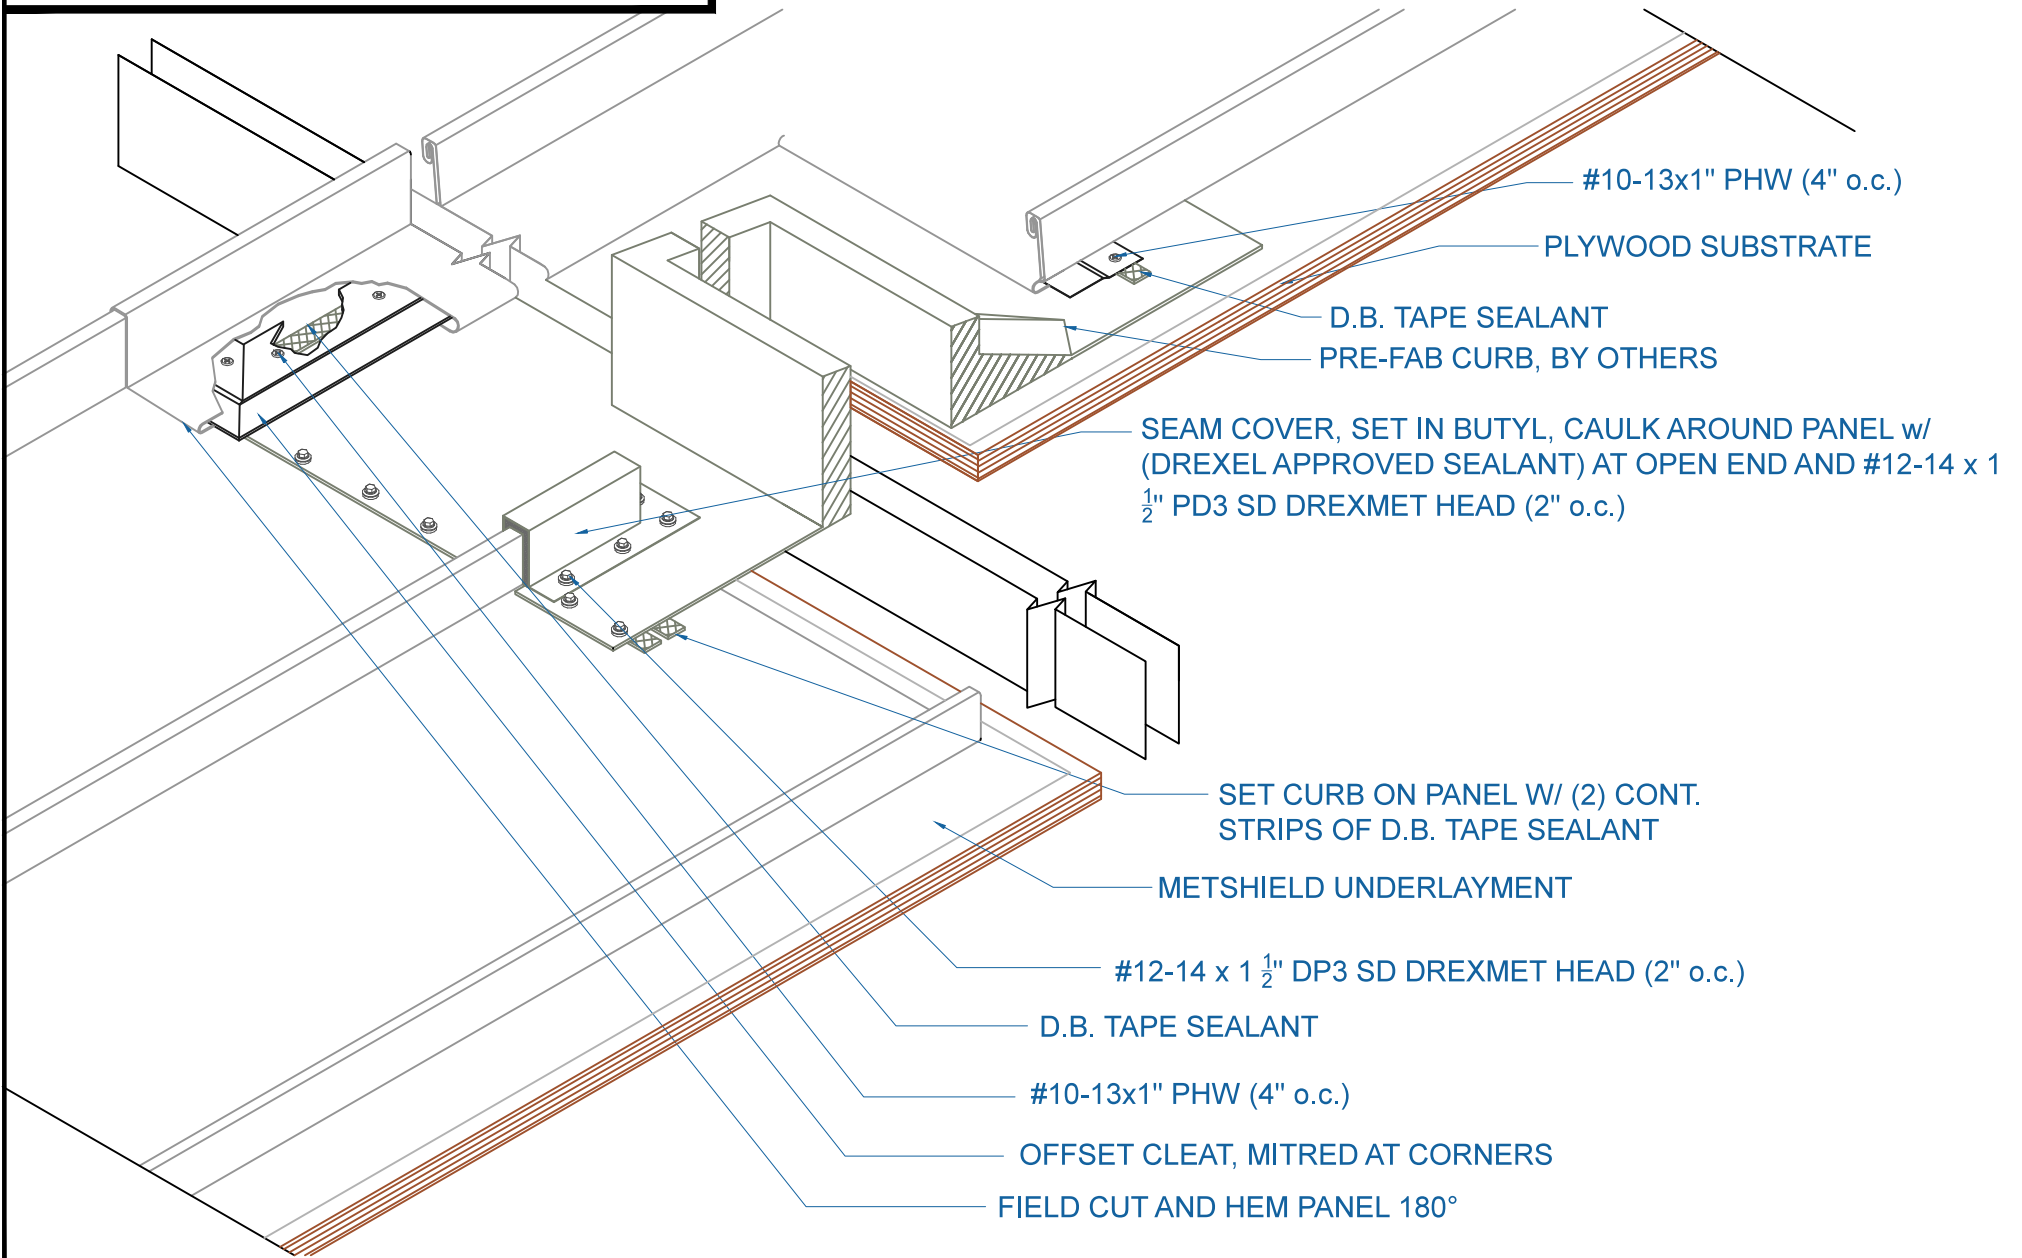 #10-13x1" PHW (4" o.c.)
PLYWOOD SUBSTRATE
D.B. TAPE SEALANT
PRE-FAB CURB, BY OTHERS
SEAM COVER, SET IN BUTYL, CAULK AROUND PANEL w/
(DREXEL APPROVED SEALANT) AT OPEN END AND #12-14 x 1
1/2" PD3 SD DREXMET HEAD (2" o.c.)
SET CURB ON PANEL W/ (2) CONT.
STRIPS OF D.B. TAPE SEALANT
METSHIELD UNDERLAYMENT
#12-14 x 1 1/2" DP3 SD DREXMET HEAD (2" o.c.)
D.B. TAPE SEALANT
#10-13x1" PHW (4" o.c.)
OFFSET CLEAT, MITRED AT CORNERS
FIELD CUT AND HEM PANEL 180°